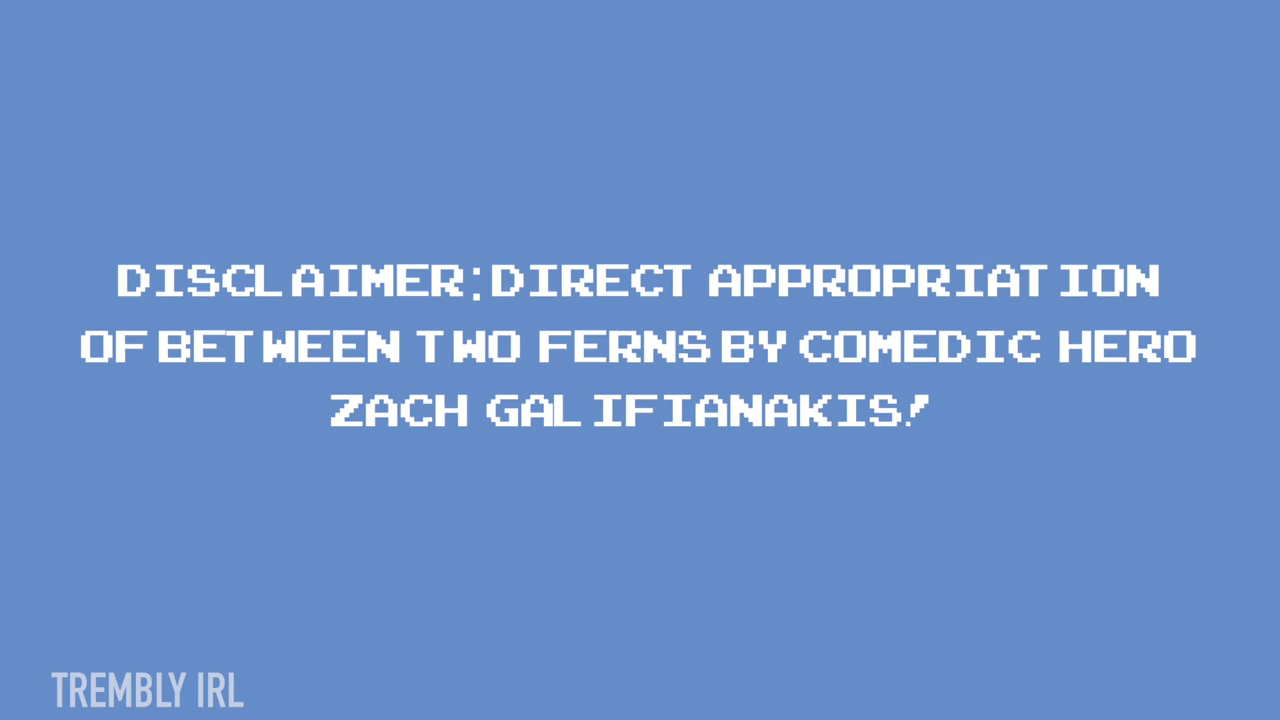 DISCLAIMER: DIRECT APPROPRIATION
OF BETWEEN TWO FERNS BY COMEDIC HERO
ZACH GALIFIANAKIS!
TREMBLY IRL